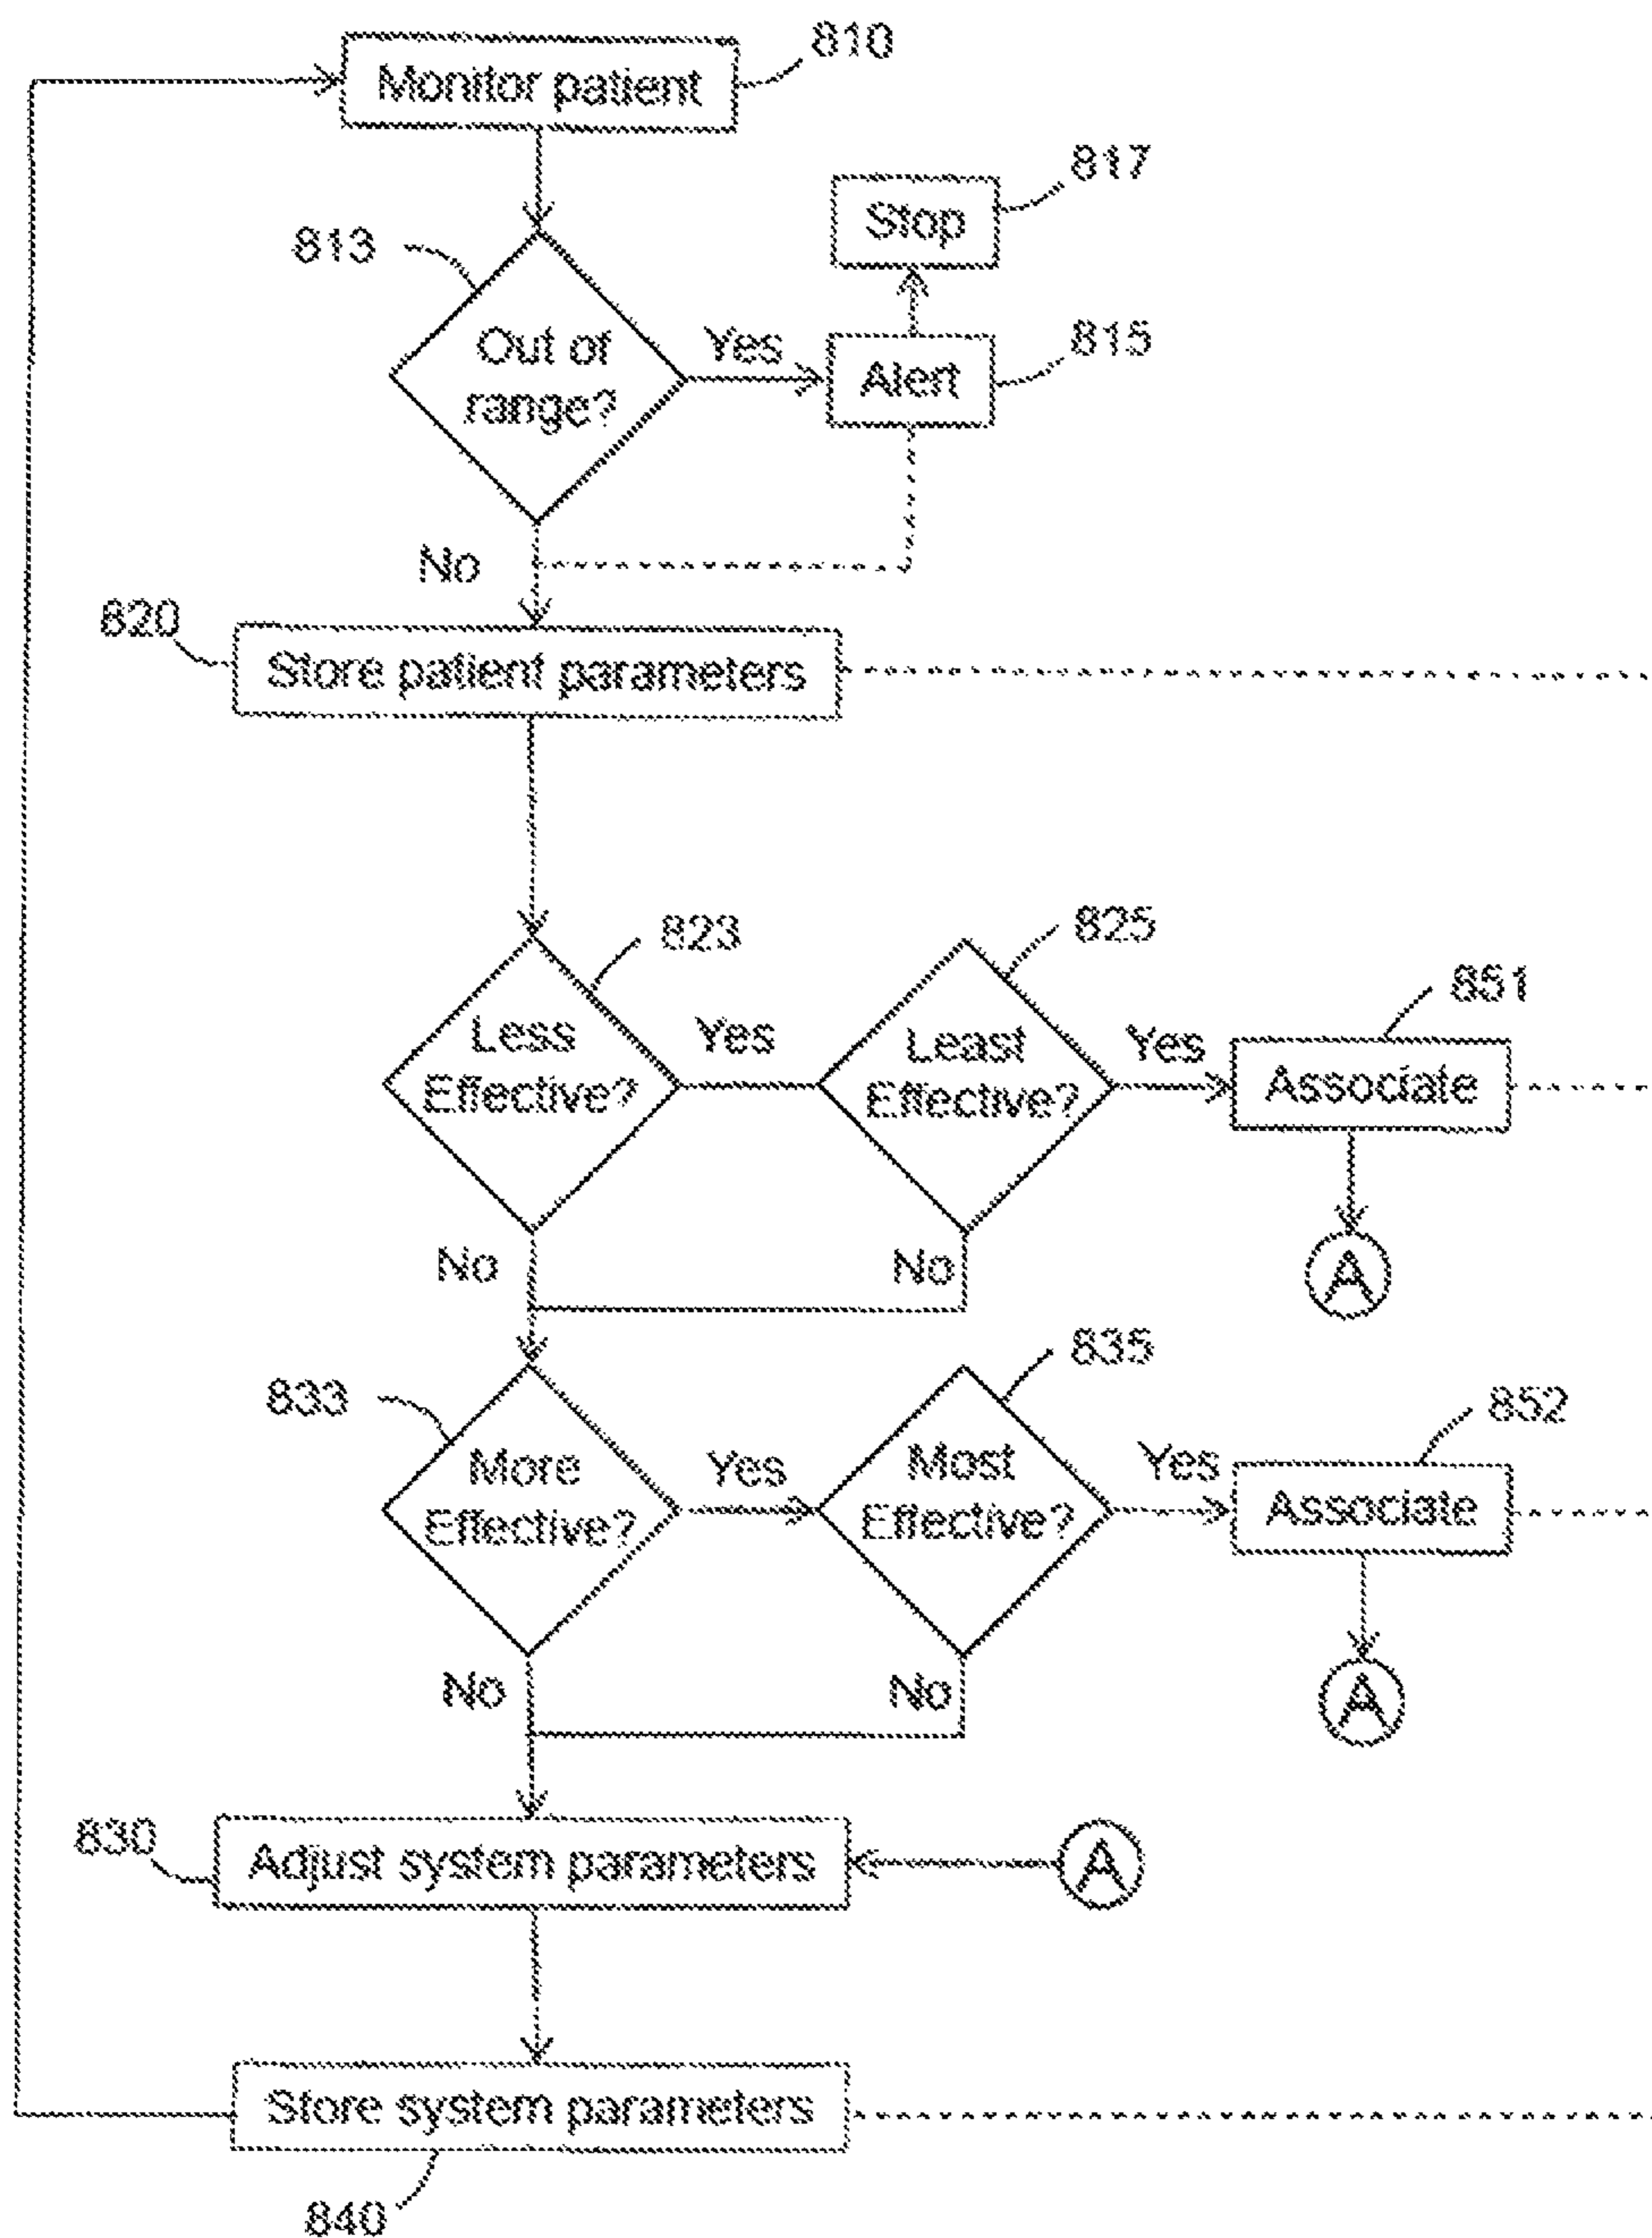 810
Monitor patient
817
Stop
813
Out of
range?
Yes
Alert
815
No
820
Store patient parameters
823
825
851
Less
Effective?
Yes
Least
Effective?
Yes
Associate
No
No
A
833
835
852
More
Effective?
Yes
Most
Effective?
Yes
Associate
No
No
A
830
Adjust system parameters
A
Store system parameters
840